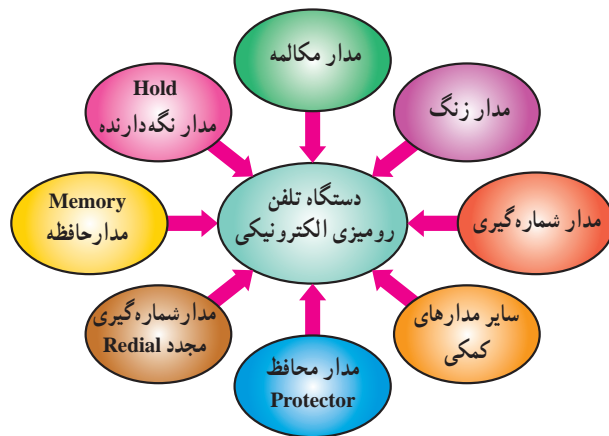 مدار مکالمه
مدار زنگ
Hold
مدار نگه‌دارنده
دستگاه تلفن
رومیزی الکترونیکی
مدار شماره‌گیری
Memory
مدارحافظه
سایر مدارهای
کمکی
مدارشماره‌گیری
مجدد Redial
مدار محافظ
Protector